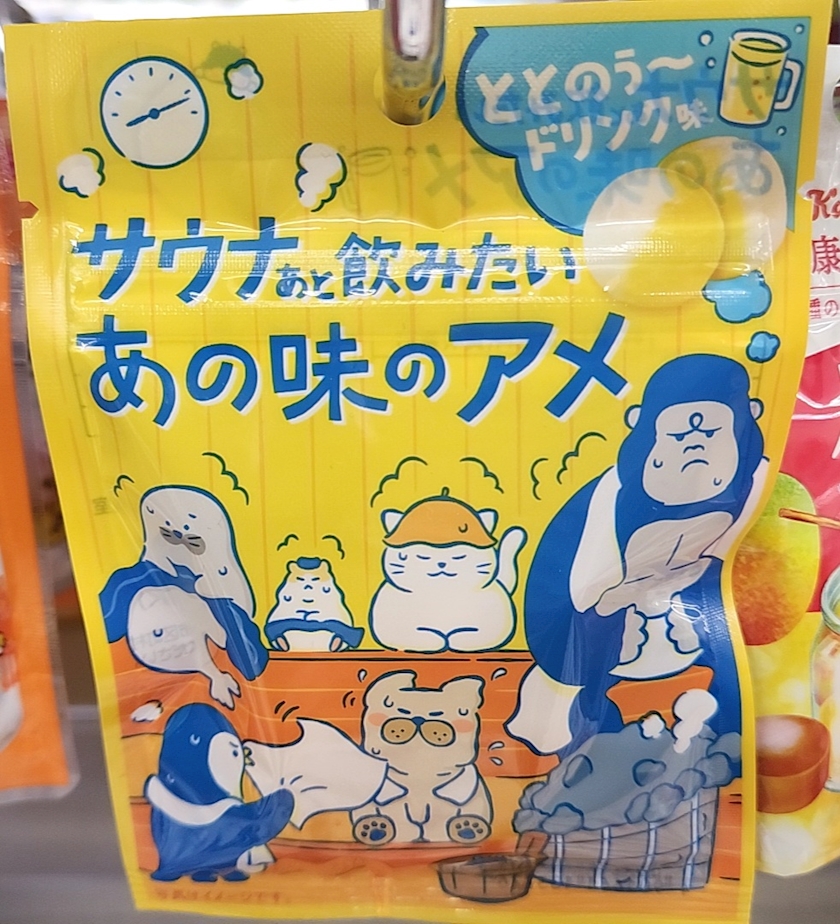 ととのう〜
ドリンク味
サウナあと飲みたい
あの味のアメ
康